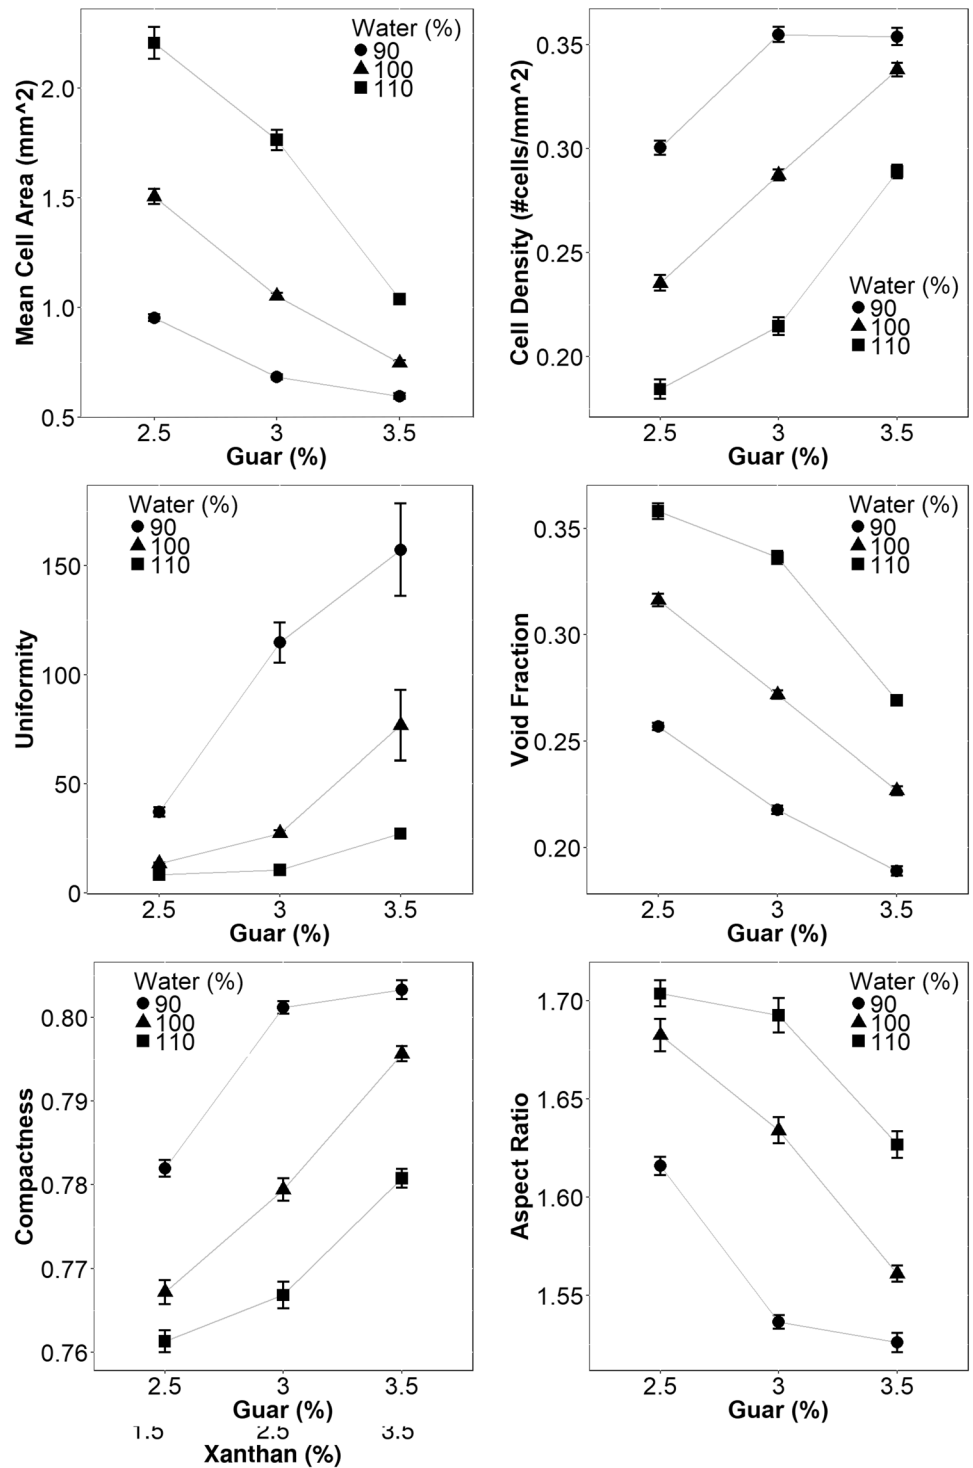 Water (%)
90
100
110
Mean Cell Area (mm^2)
2.0
1.5
1.0
0.5
2.5 3 3.5
Guar (%)
Cell Density (#cells/mm^2)
0.35
0.30
0.25
0.20
Water (%)
90
100
110
2.5 3 3.5
Guar (%)
Water (%)
90
100
110
Uniformity
150
100
50
0
2.5 3 3.5
Guar (%)
Water (%)
90
100
110
Void Fraction
0.35
0.30
0.25
0.20
2.5 3 3.5
Guar (%)
Water (%)
90
100
110
Compactness
0.80
0.79
0.78
0.77
0.76
2.5 3 3.5
Guar (%)
1.5 2.5 3.5
Xanthan (%)
Water (%)
90
100
110
Aspect Ratio
1.70
1.65
1.60
1.55
2.5 3 3.5
Guar (%)